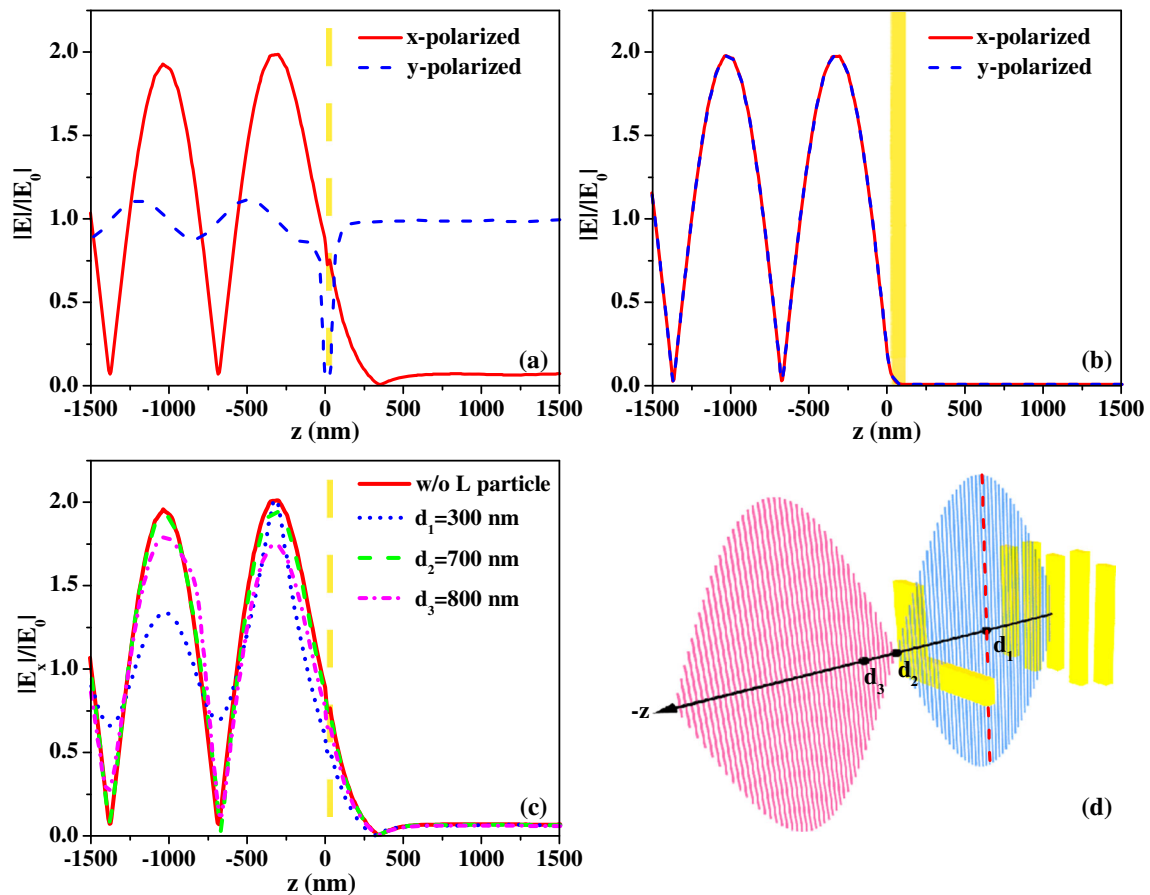 2.0
1.5
1.0
0.5
0.0
|E|/|E0|
x-polarized
y-polarized
(a)
-1500 -1000 -500 0 500 1000 1500
z (nm)
2.0
1.5
1.0
0.5
0.0
|E|/|E0|
x-polarized
y-polarized
(b)
-1500 -1000 -500 0 500 1000 1500
z (nm)
2.0
1.5
1.0
0.5
0.0
|Ex|/|E0|
w/o L particle
d1=300 nm
d2=700 nm
d3=800 nm
(c)
-1500 -1000 -500 0 500 1000 1500
z (nm)
d1
d2
d3
-z
(d)